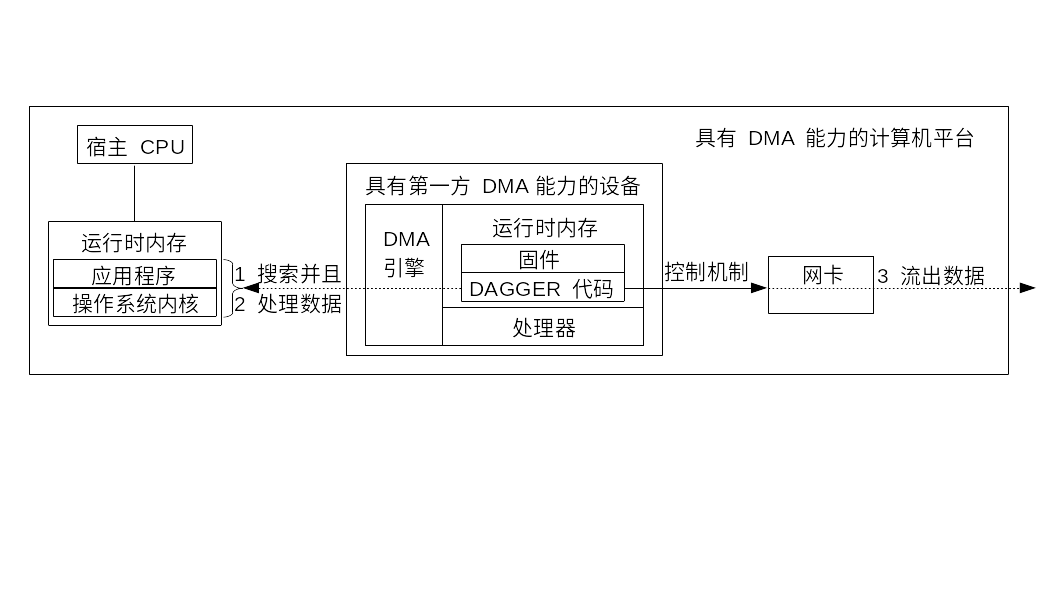 具有 DMA 能力的计算机平台
宿主 CPU
运行时内存
应用程序
操作系统内核
1 搜索并且
2 处理数据
具有第一方 DMA 能力的设备
DMA
引擎
运行时内存
固件
DAGGER 代码
处理器
控制机制
网卡
3 流出数据